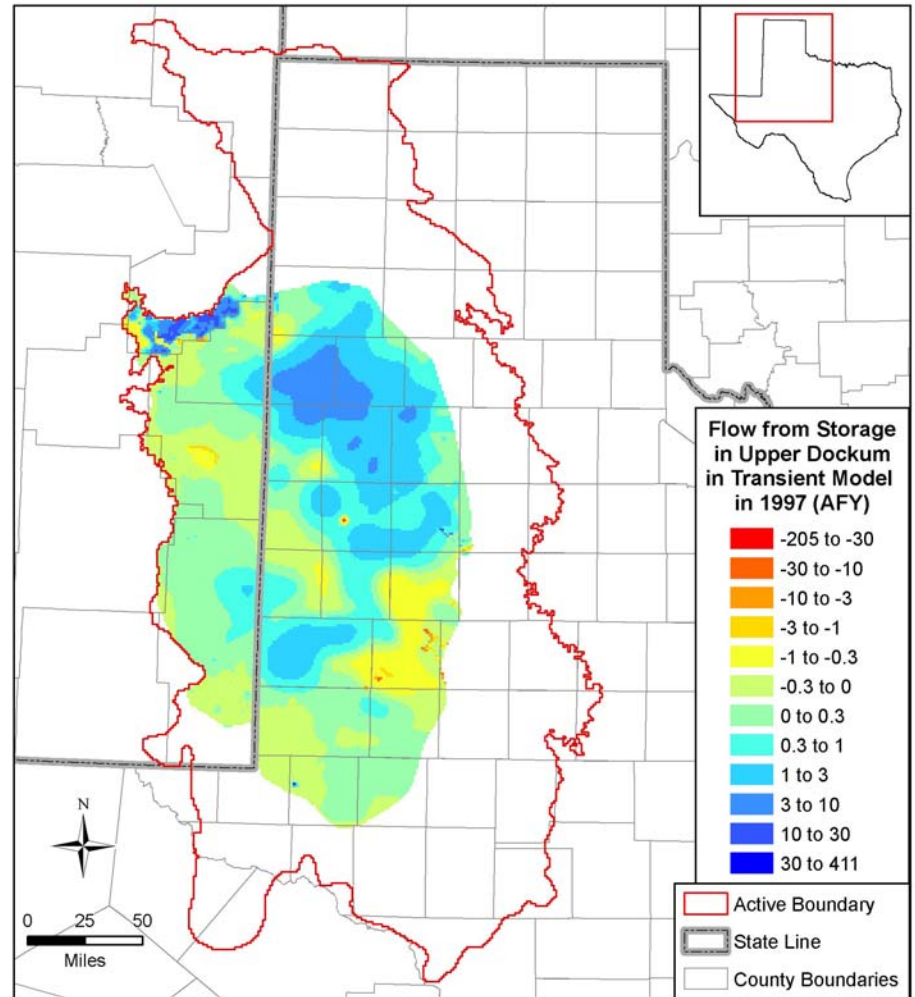 Flow from Storage
in Upper Dockum
in Transient Model
in 1997 (AFY)
-205 to -30
-30 to -10
-10 to -3
-3 to -1
-1 to -0.3
-0.3 to 0
0 to 0.3
0.3 to 1
1 to 3
3 to 10
10 to 30
30 to 411
Active Boundary
State Line
County Boundaries
N
0 25 50
Miles